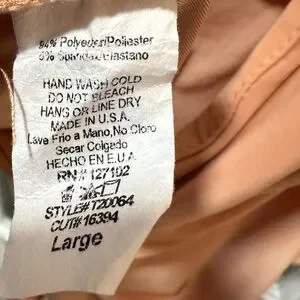 94% Polyester/Poliester
6% Spandex/Elastano
HAND WASH COLD
DO NOT BLEACH
HANG OR LINE DRY
MADE IN U.S.A.
Lave Frio a Mano, No Cloro
Secar Colgado
HECHO EN E.U.A.
RN# 127102
STYLE# T20064
CUT# 16394
Large